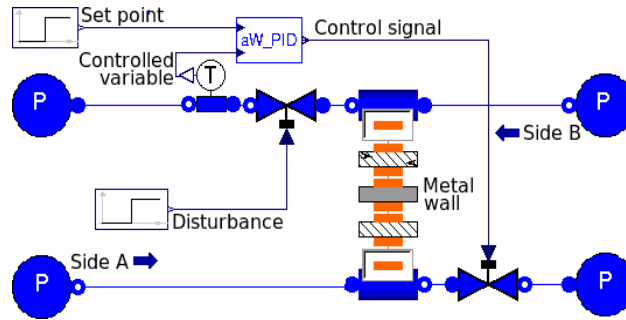 Set point
aW_PID
Control signal
Controlled
variable
T
P
P
Side B
Metal
wall
Disturbance
Side A
P
P